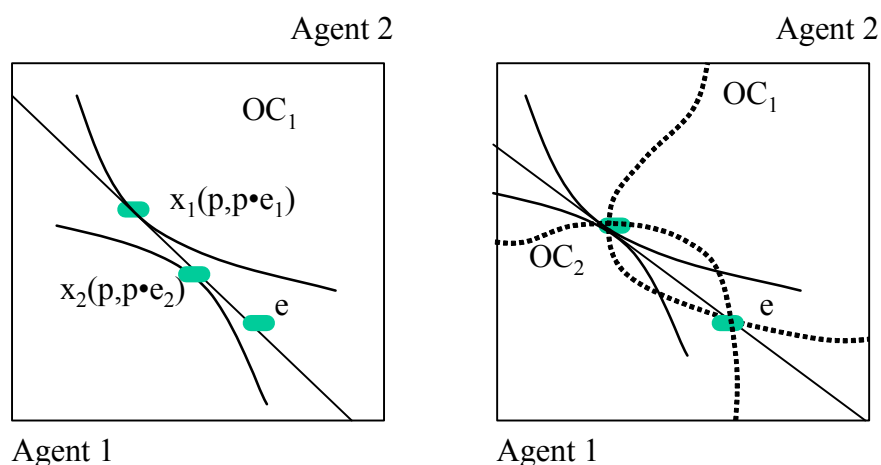 Agent 2
OC₁
x₁(p,p•e₁)
x₂(p,p•e₂)
e
Agent 1
Agent 2
OC₁
OC₂
e
Agent 1